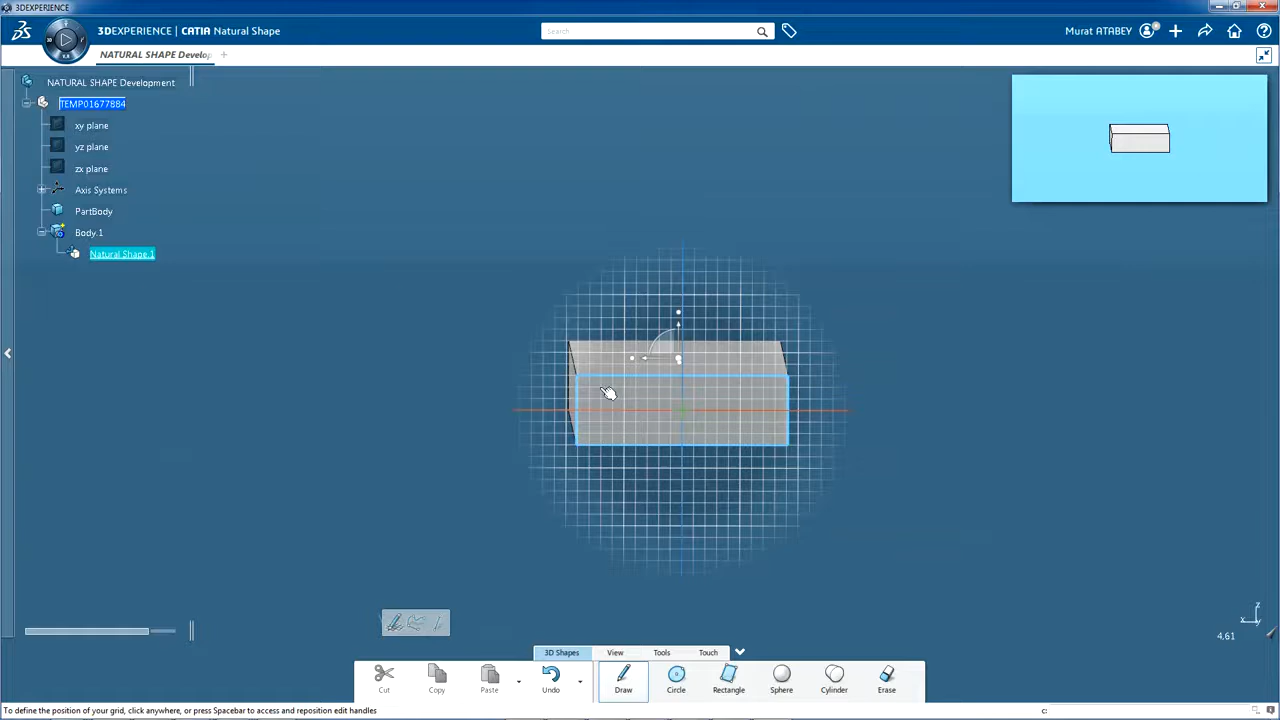 3DEXPERIENCE
3DEXPERIENCE | CATIA Natural Shape
Search
Murat ATABEY
NATURAL SHAPE Develop
NATURAL SHAPE Development
TEMP01677884
xy plane
yz plane
zx plane
Axis Systems
PartBody
Body.1
Natural Shape.1
z
x
4.61
3D Shapes View Tools Touch
Cut Copy Paste Undo Draw Circle Rectangle Sphere Cylinder Erase
To define the position of your grid, click anywhere, or press Spacebar to access and reposition edit handles
c: